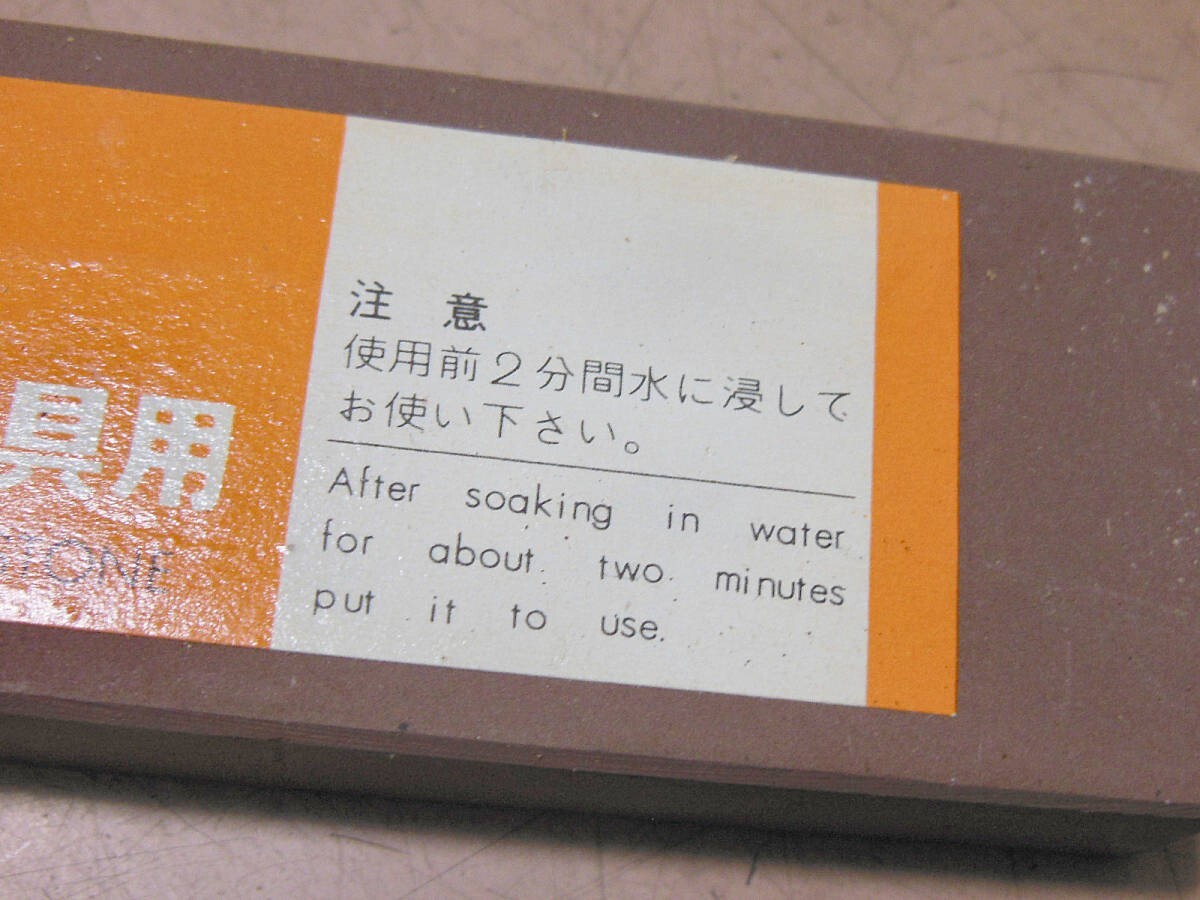 注 意
使用前2分間水に浸して
お使い下さい。
After soaking in water
for about two minutes
put it to use.
具用
TONE